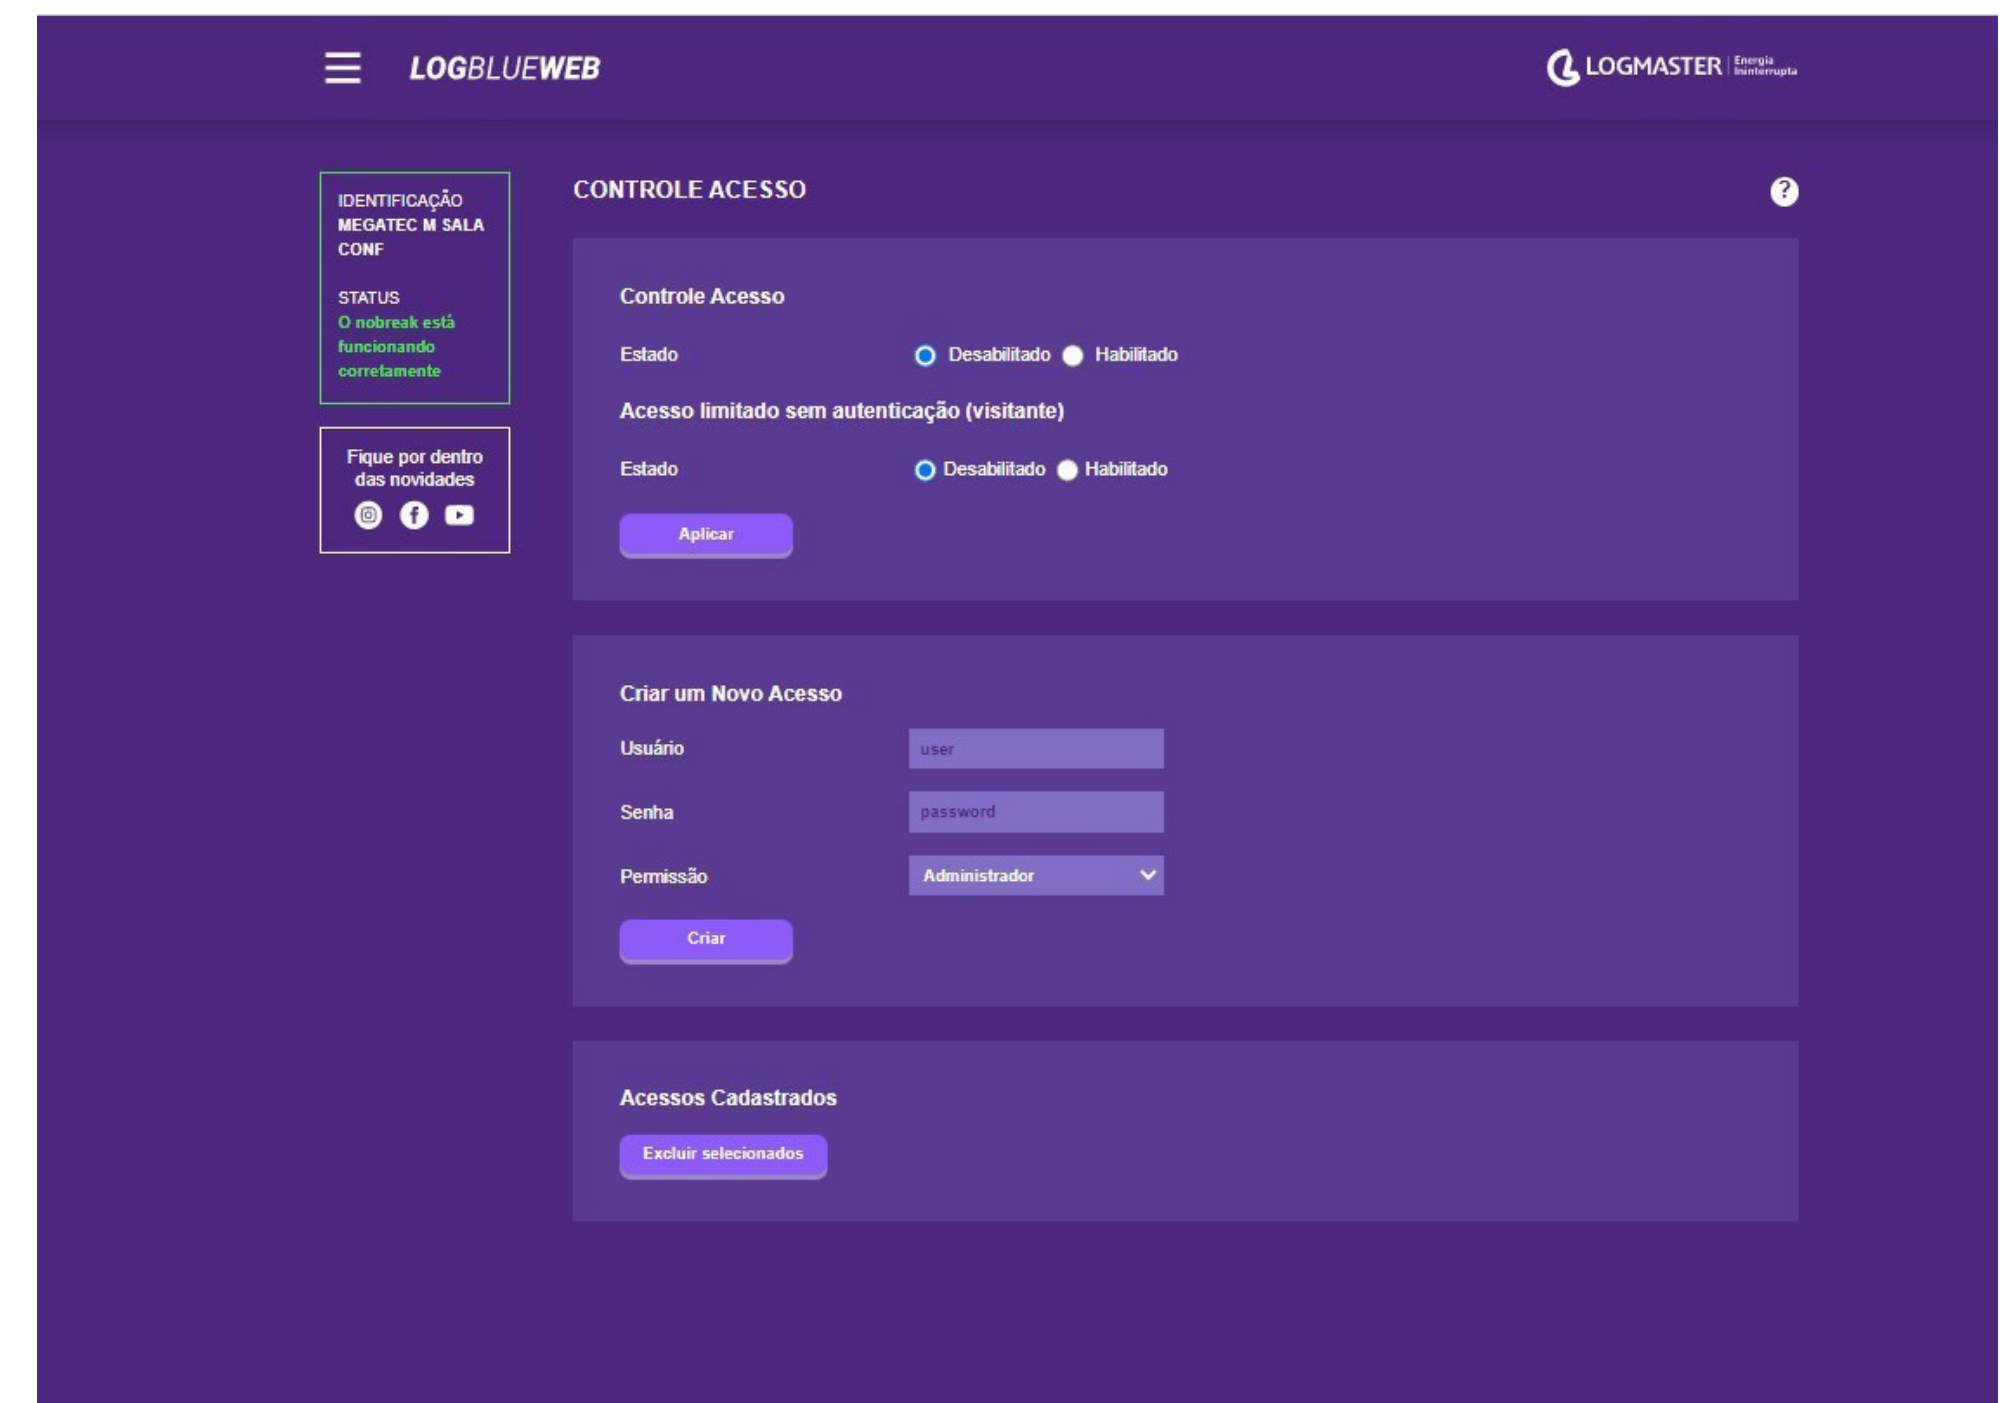 LOGBLUEWEB
LOGMASTER
Energia
Ininterrupta
IDENTIFICAÇÃO
MEGATEC M SALA
CONF
STATUS
O nobreak está
funcionando
corretamente
Fique por dentro
das novidades
CONTROLE ACESSO
?
Controle Acesso
Estado Desabilitado Habilitado
Acesso limitado sem autenticação (visitante)
Estado Desabilitado Habilitado
Aplicar
Criar um Novo Acesso
Usuário user
Senha password
Permissão Administrador
Criar
Acessos Cadastrados
Excluir selecionados